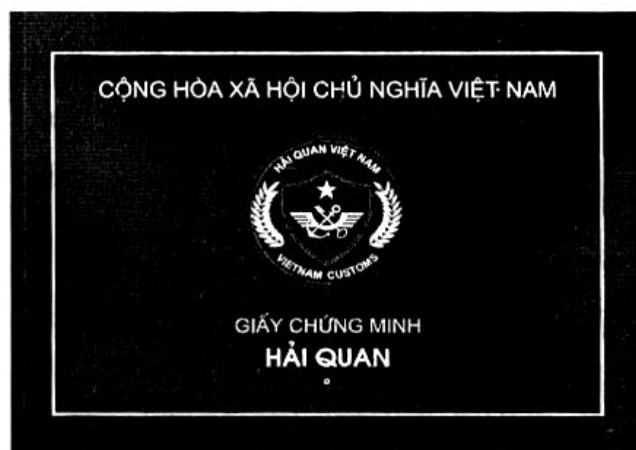 CỘNG HÒA XÃ HỘI CHỦ NGHĨA VIỆT NAM
HẢI QUAN VIỆT NAM
VIETNAM CUSTOMS
GIẤY CHỨNG MINH
HẢI QUAN